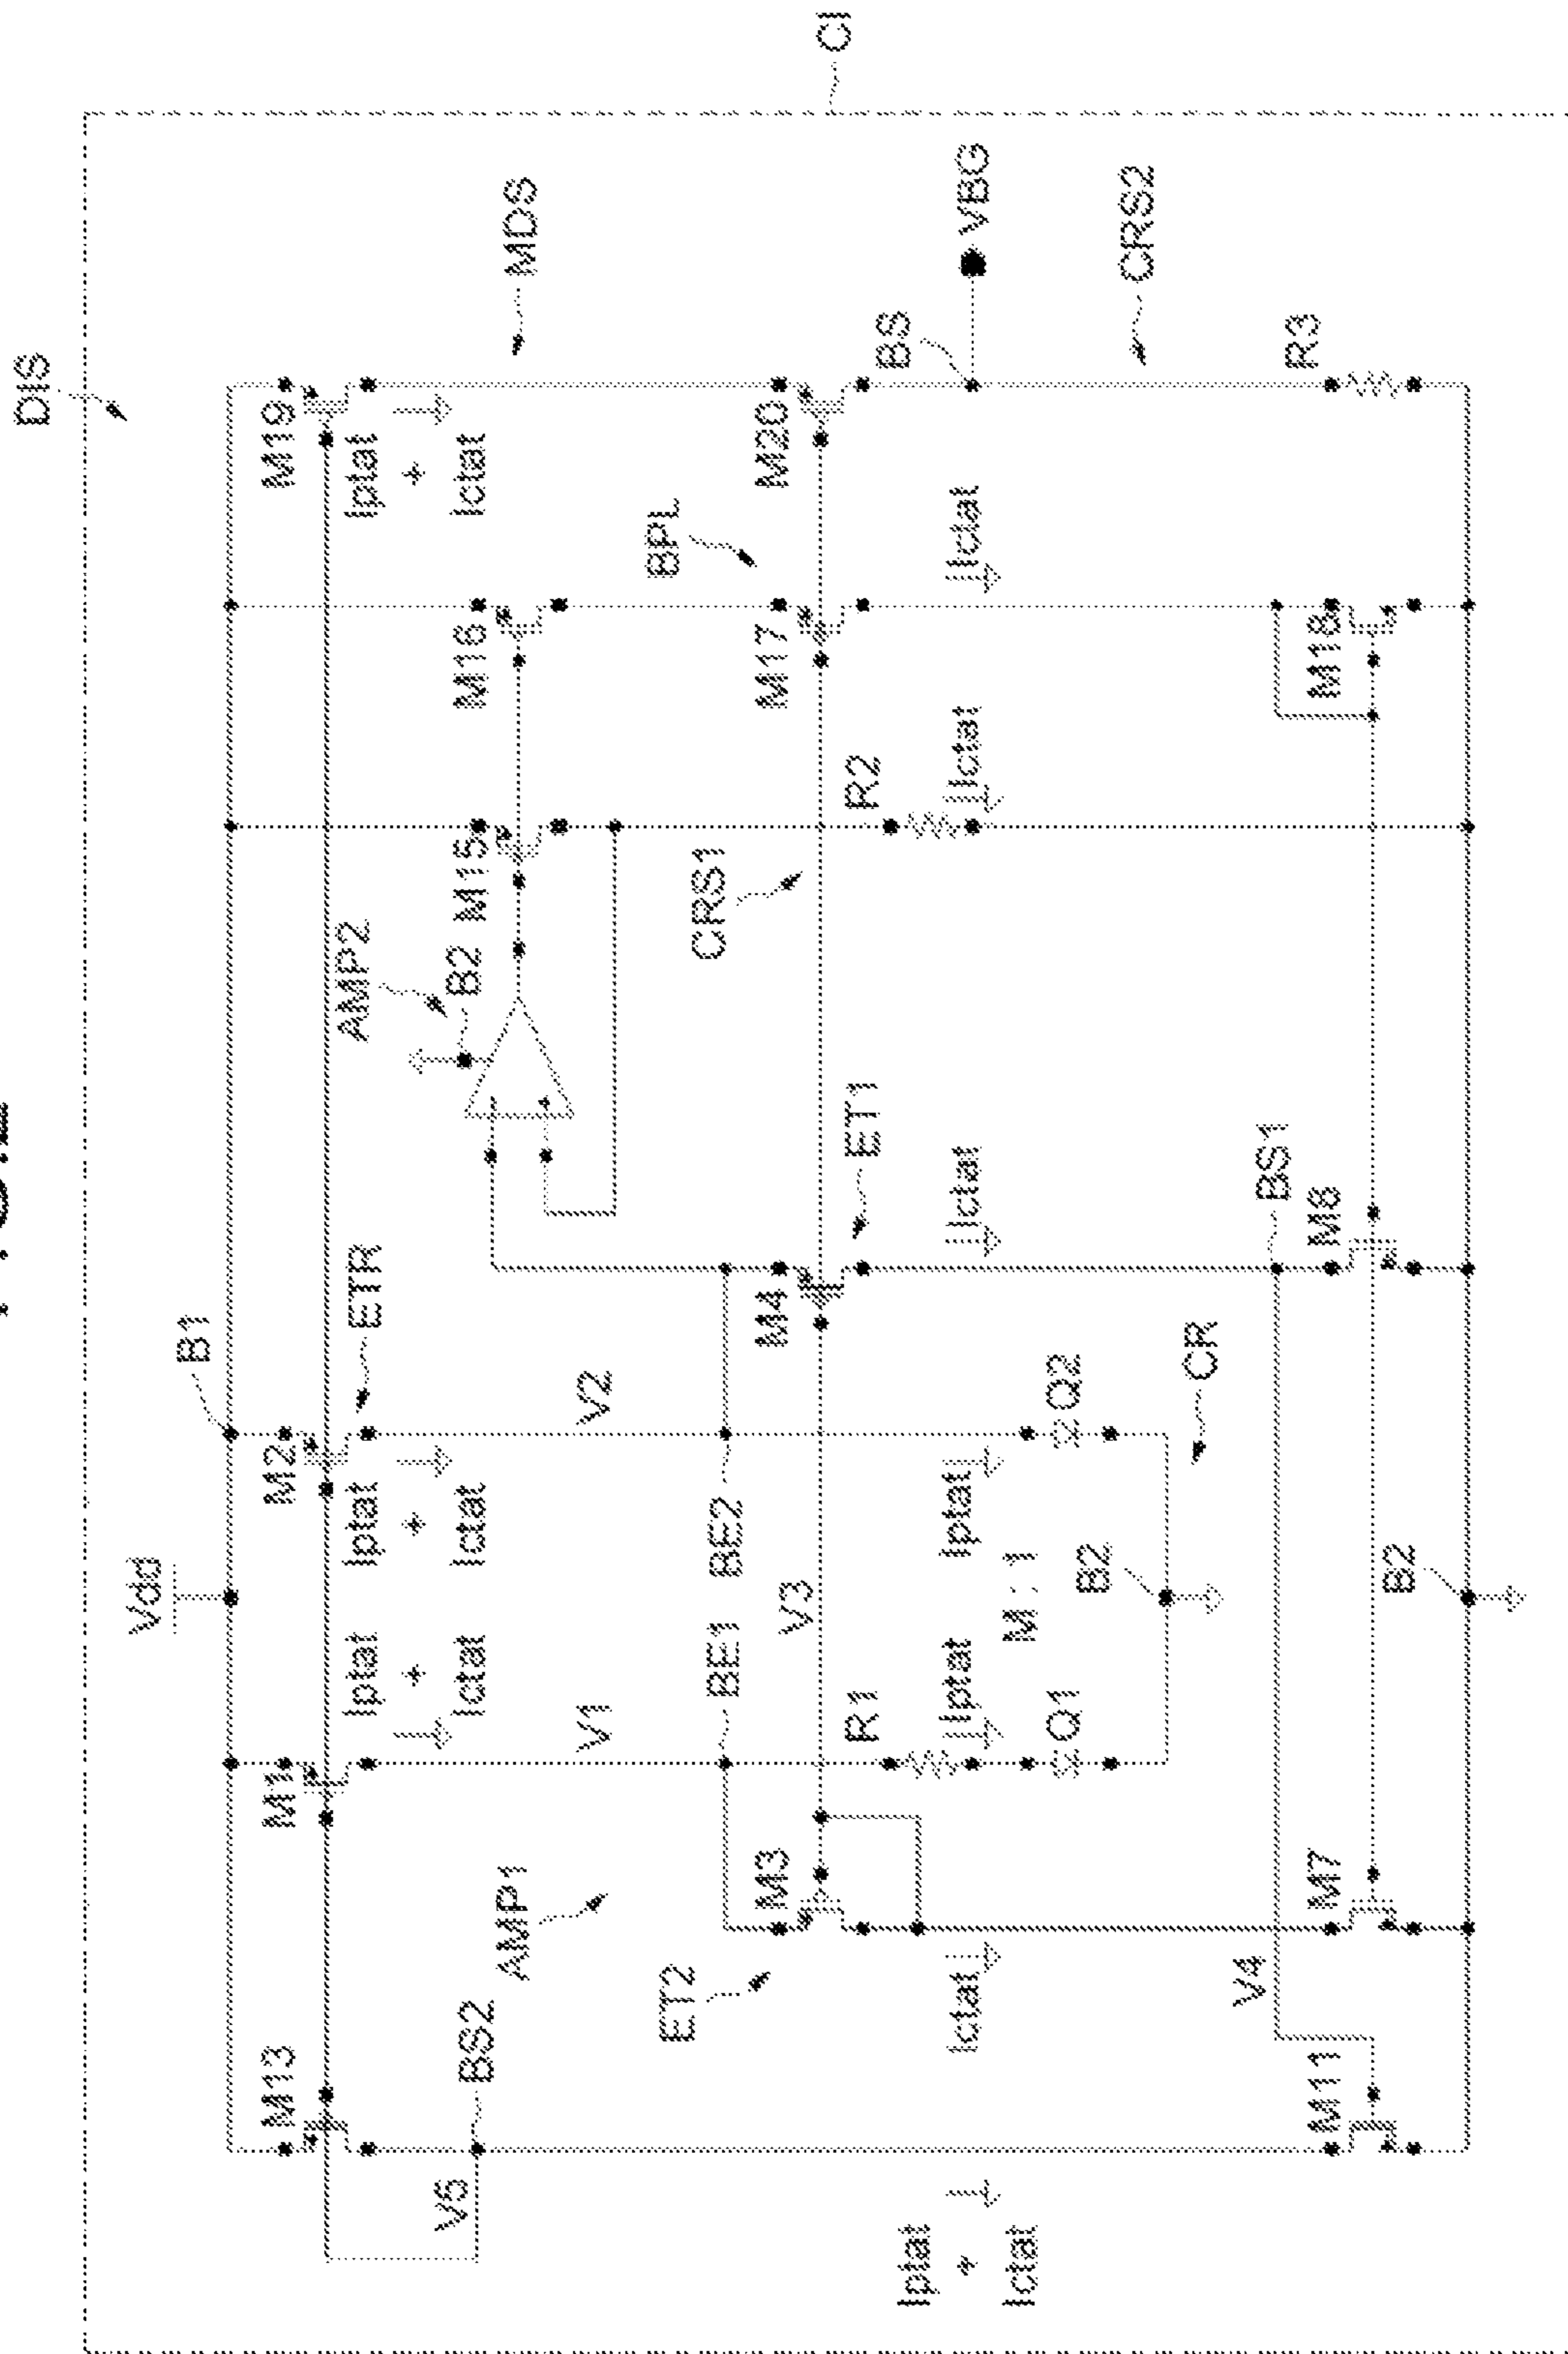 DIS
CI
Vdd
B1
M13
M1
M2
M19
Iptat
+
Ictat
Iptat
+
Ictat
Iptat
+
Ictat
ETR
MDS
V5
BS2
AMP1
V1
V2
AMP2
B2
M15
M16
-
+
BE1
BE2
BPL
ET2
M3
V3
M4
ET1
CRS1
M17
M20
BS
VBG
R1
R2
Iptat
+
Ictat
Ictat
Iptat
Iptat
Ictat
Ictat
Ictat
M : 1
Q1
Q2
CRS2
B2
CR
V4
BS1
M11
M7
M8
M18
R3
B2